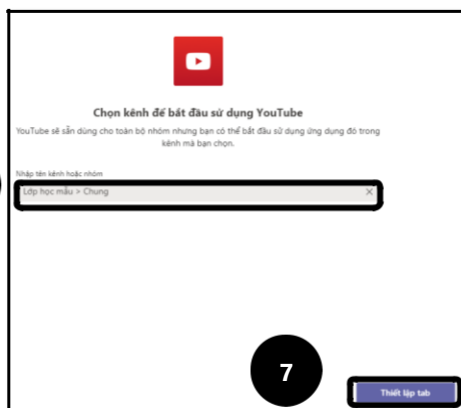 Chọn kênh để bắt đầu sử dụng YouTube
YouTube sẽ sẵn dùng cho toàn bộ nhóm nhưng bạn có thể bắt đầu sử dụng ứng dụng đó trong
kênh mà bạn chọn.
Nhập tên kênh hoặc nhóm
Lớp học mẫu > Chung
7
Thiết lập tab